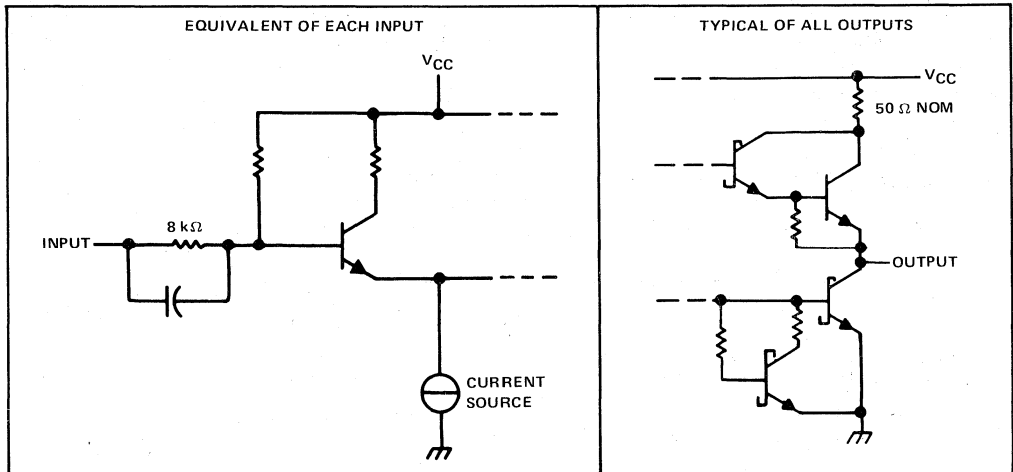 EQUIVALENT OF EACH INPUT
VCC
8 kΩ
INPUT
CURRENT
SOURCE
TYPICAL OF ALL OUTPUTS
VCC
50 Ω NOM
OUTPUT